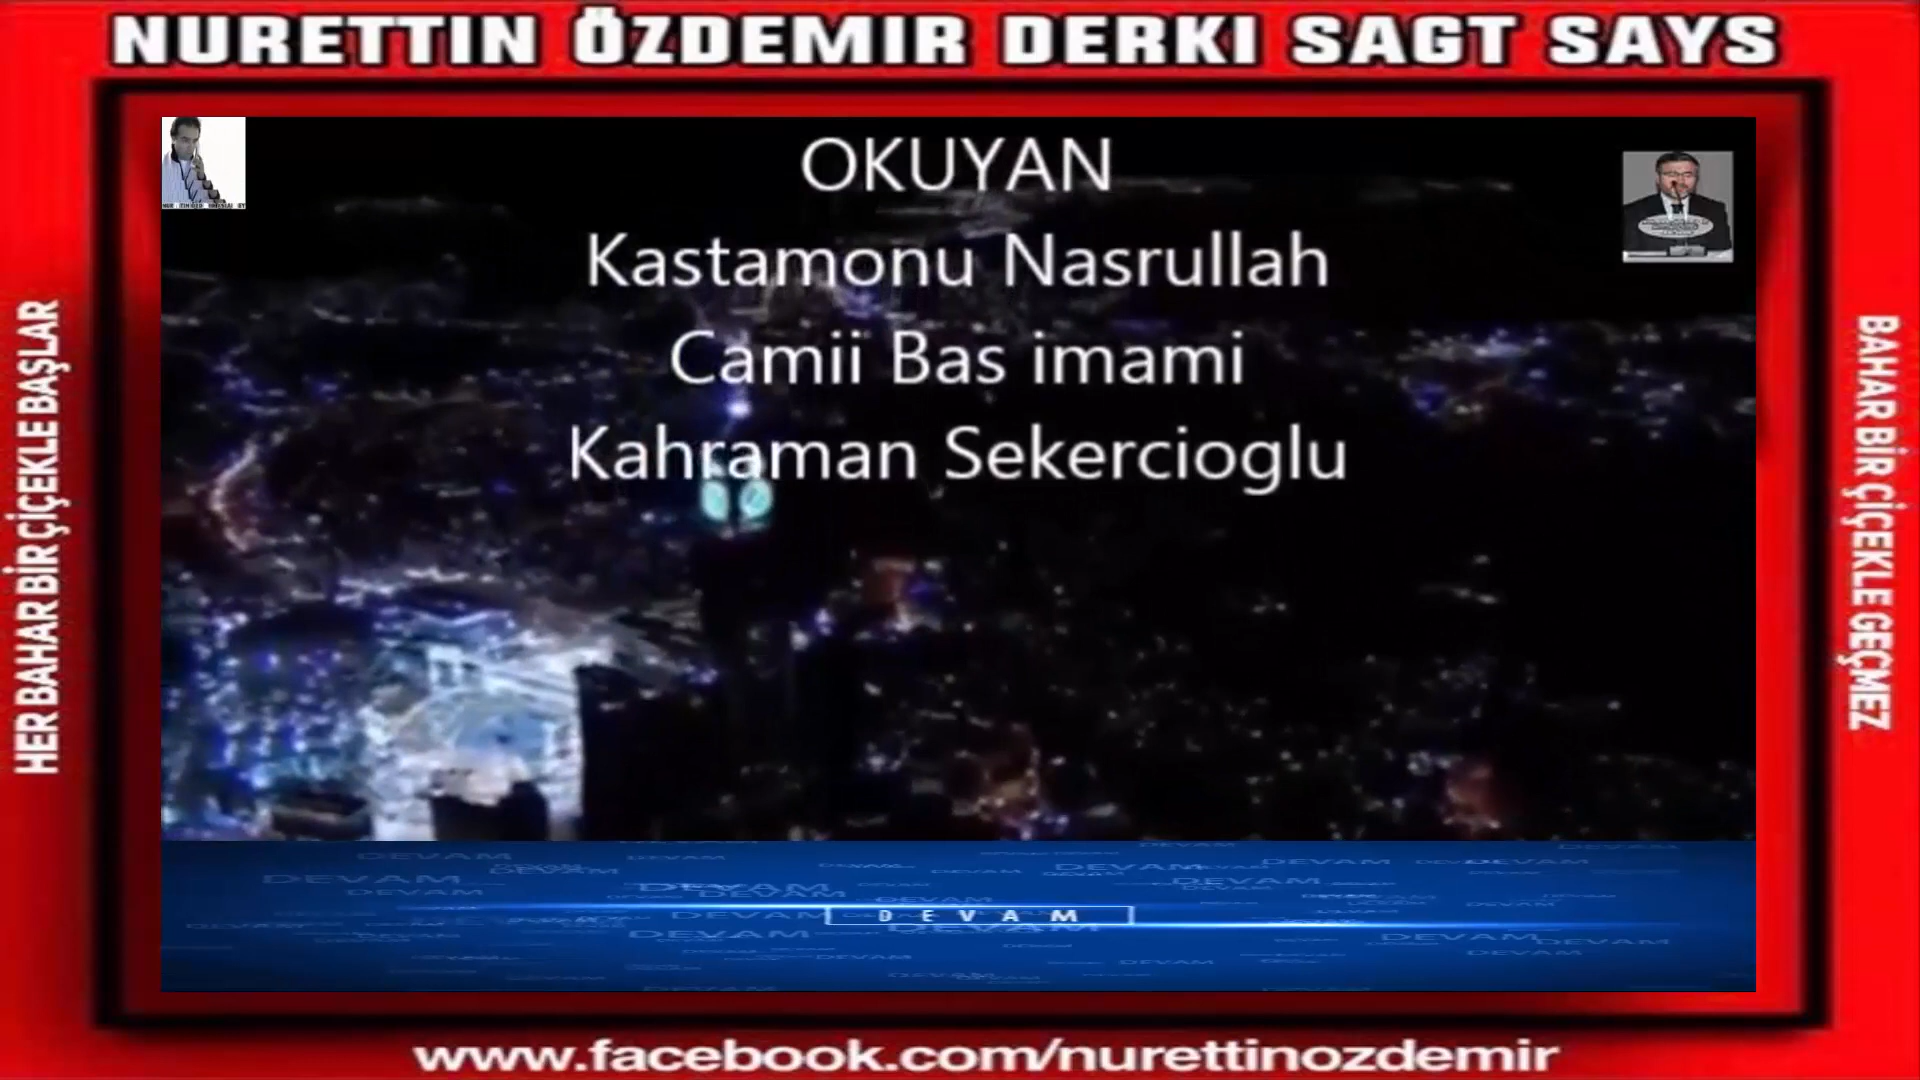 NURETTIN ÖZDEMIR DERKI SAGT SAYS
OKUYAN
Kastamonu Nasrullah
Camii Bas imami
Kahraman Sekercioglu
HER BAHAR BİR ÇİÇEKLE BAŞLAR
BAHAR BİR ÇİÇEKLE GEÇMEZ
DEVAM
www.facebook.com/nurettinozdemir